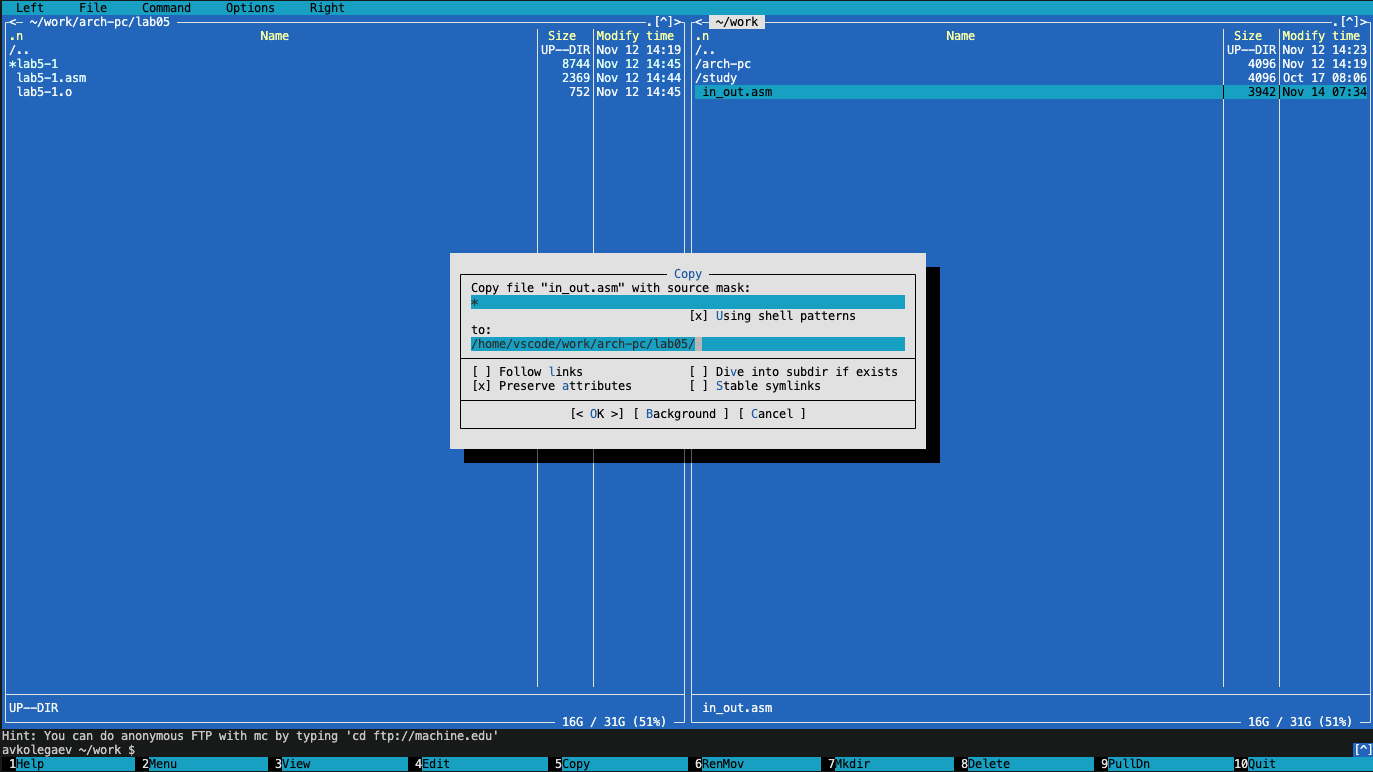 Left File Command Options Right
<─ ~/work/arch-pc/lab05 .[^]>
.n Name Size Modify time
/.. UP--DIR Nov 12 14:19
*lab5-1 8744 Nov 12 14:45
lab5-1.asm 2369 Nov 12 14:44
lab5-1.o 752 Nov 12 14:45
UP--DIR
16G / 31G (51%)
<─ ~/work .[^]>
.n Name Size Modify time
/.. UP--DIR Nov 12 14:23
/arch-pc 4096 Nov 12 14:19
/study 4096 Oct 17 08:06
in_out.asm 3942 Nov 14 07:34
in_out.asm
16G / 31G (51%)
Copy
Copy file "in_out.asm" with source mask:
*
[x] Using shell patterns
to:
/home/vscode/work/arch-pc/lab05/
[ ] Follow links [ ] Dive into subdir if exists
[x] Preserve attributes [ ] Stable symlinks
[< OK >] [ Background ] [ Cancel ]
Hint: You can do anonymous FTP with mc by typing 'cd ftp://machine.edu'
avkolegaev ~/work $ [^]
1Help 2Menu 3View 4Edit 5Copy 6RenMov 7Mkdir 8Delete 9PullDn 10Quit